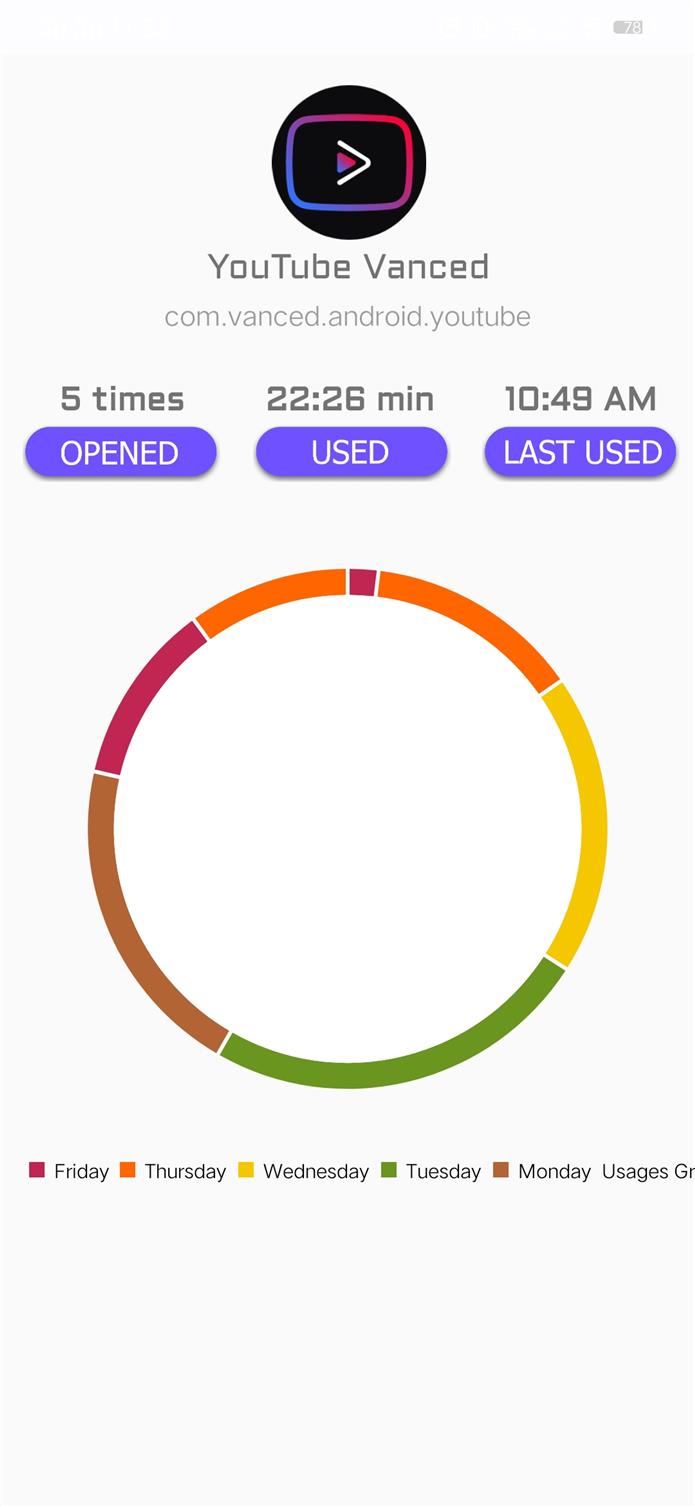 78
YouTube Vanced
com.vanced.android.youtube
5 times 22:26 min 10:49 AM
OPENED USED LAST USED
Friday Thursday Wednesday Tuesday Monday Usages Gr